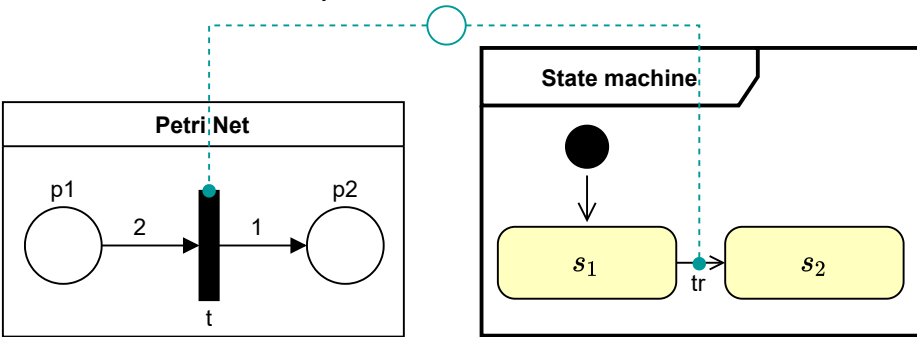 State machine
Petri Net
p1
p2
2
1
t
s₁
s₂
tr